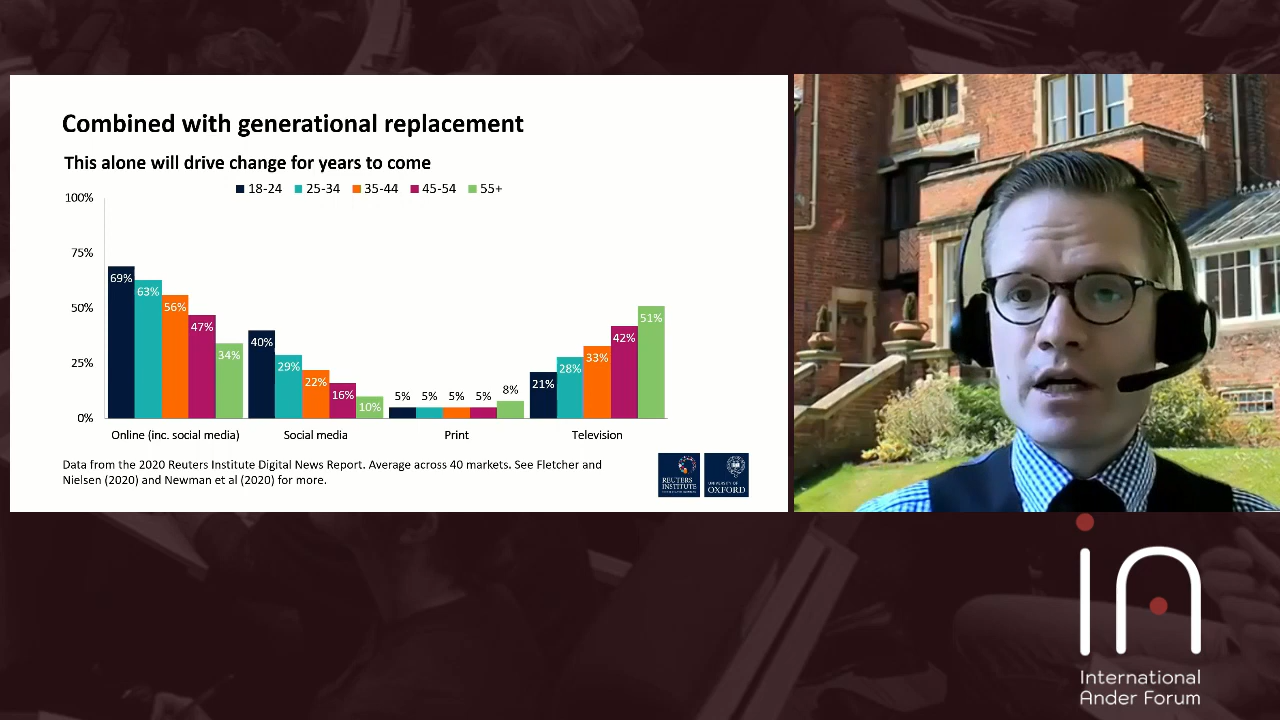 Combined with generational replacement
This alone will drive change for years to come
18-24 25-34 35-44 45-54 55+
100%
75%
50%
25%
0%
69% 63% 56% 47% 34%
40% 29% 22% 16% 10%
5% 5% 5% 5% 8%
21% 28% 33% 42% 51%
Online (inc. social media) Social media Print Television
Data from the 2020 Reuters Institute Digital News Report. Average across 40 markets. See Fletcher and
Nielsen (2020) and Newman et al (2020) for more.
REUTERS
INSTITUTE
UNIVERSITY OF
OXFORD
in
International
Ander Forum